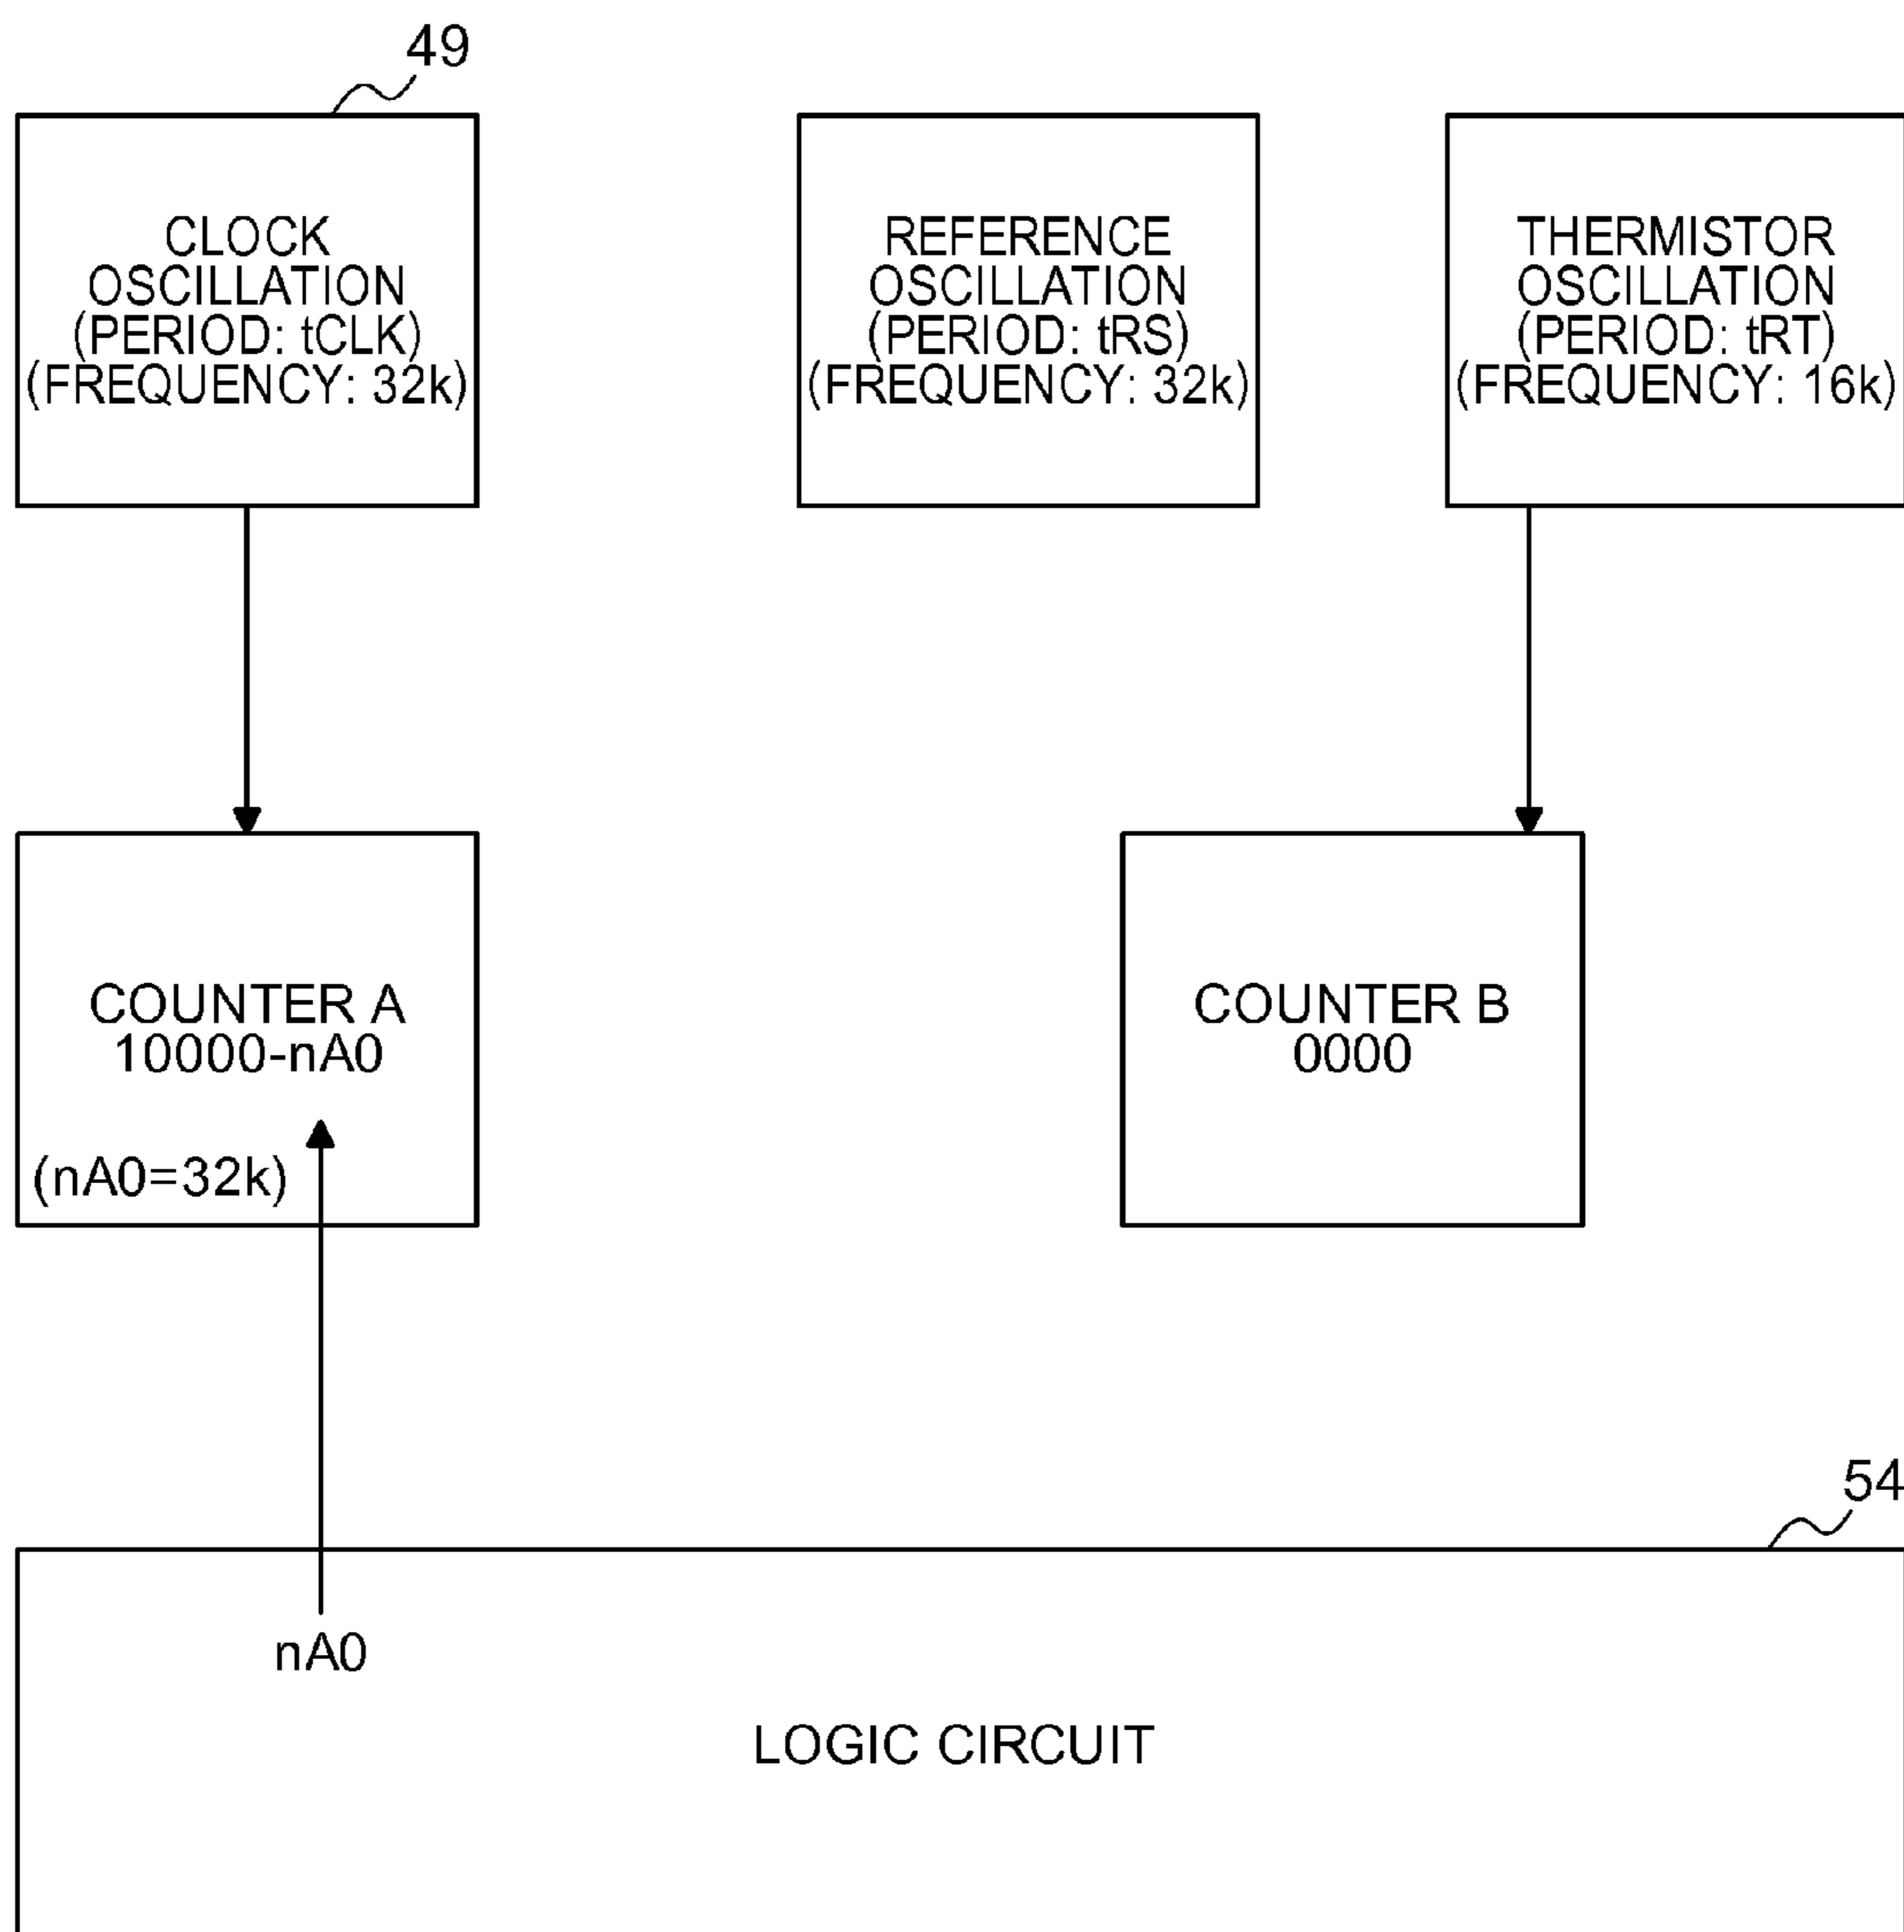 49
CLOCK
OSCILLATION
(PERIOD: tCLK)
(FREQUENCY: 32k)
REFERENCE
OSCILLATION
(PERIOD: tRS)
(FREQUENCY: 32k)
THERMISTOR
OSCILLATION
(PERIOD: tRT)
(FREQUENCY: 16k)
COUNTER A
10000-nA0
(nA0=32k)
COUNTER B
0000
54
nA0
LOGIC CIRCUIT